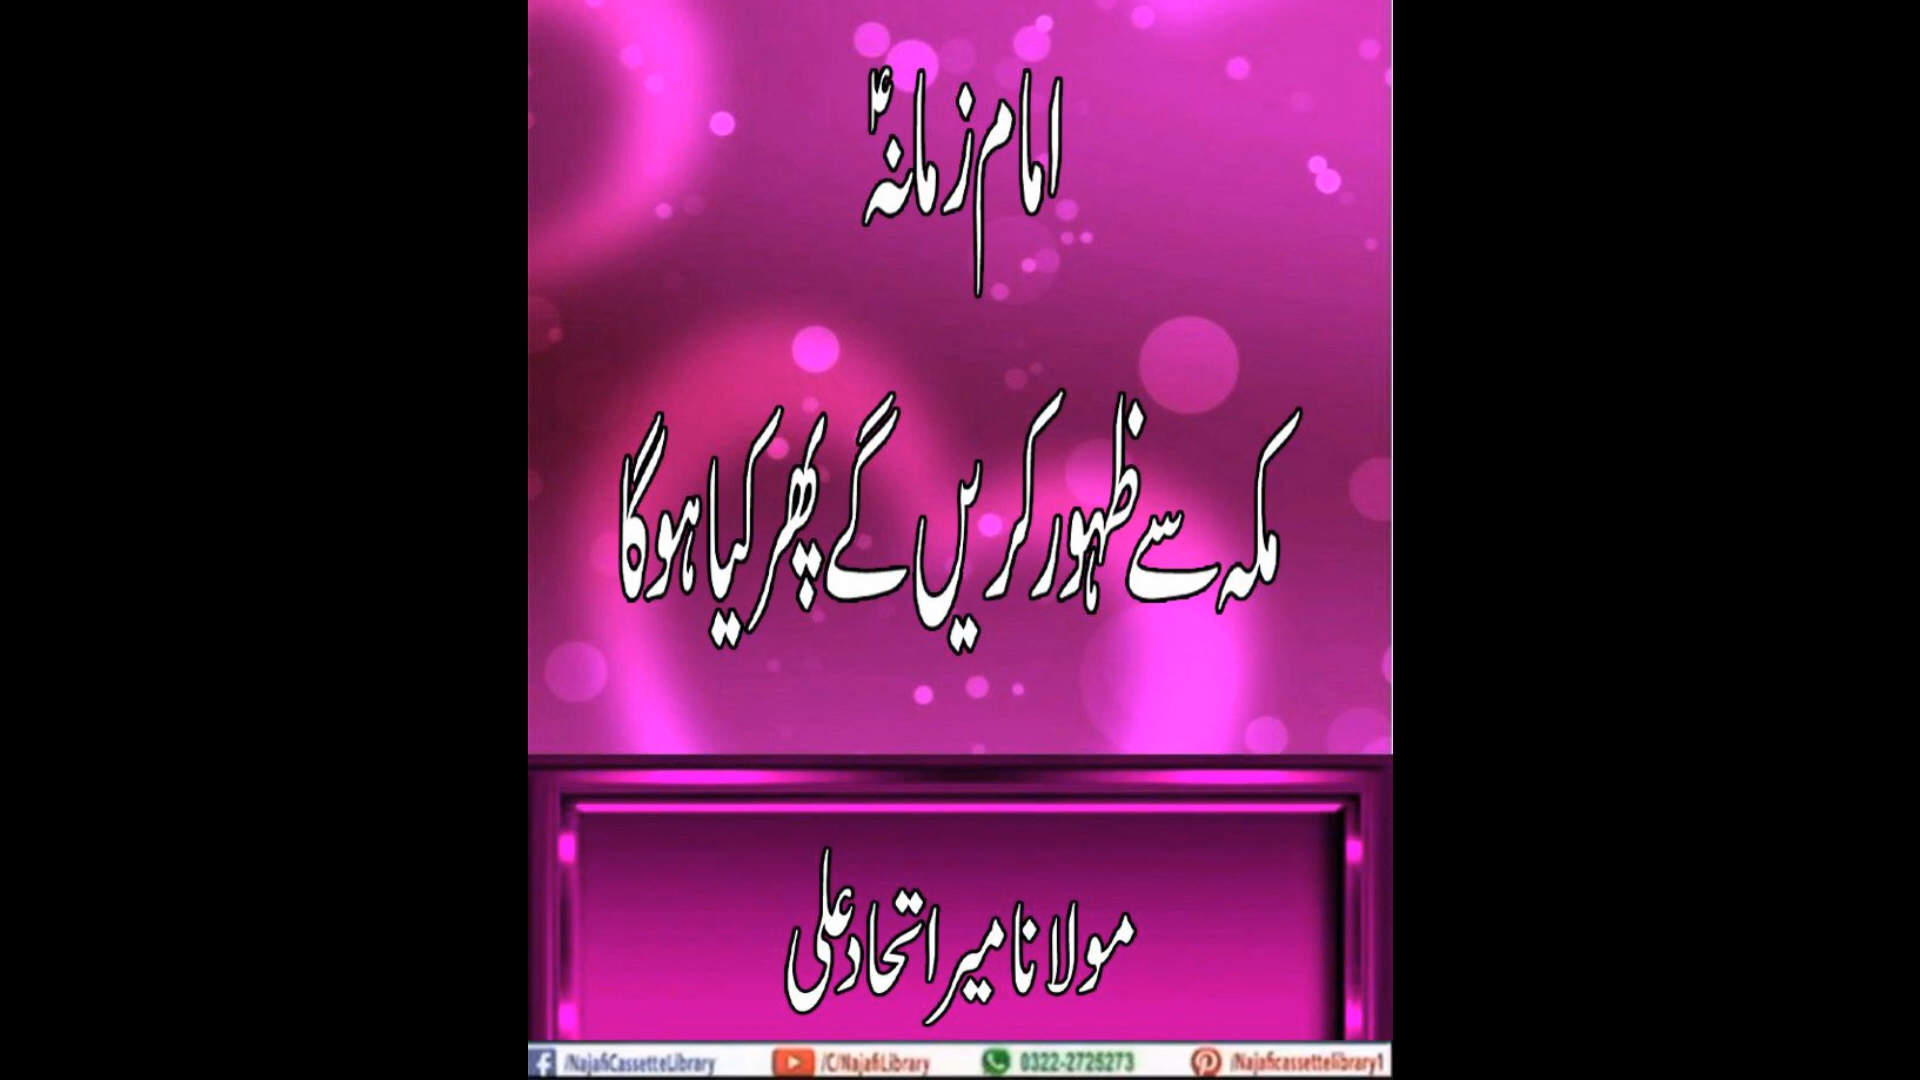 امام زمانہؑ
مکہ سے ظہور کریں گے پھر کیا ہوگا
مولانا میر اتحاد علی
/NajafiCassetteLibrary /C/NajafiLibrary 0322-2725273 /Najaficassettelibrary1